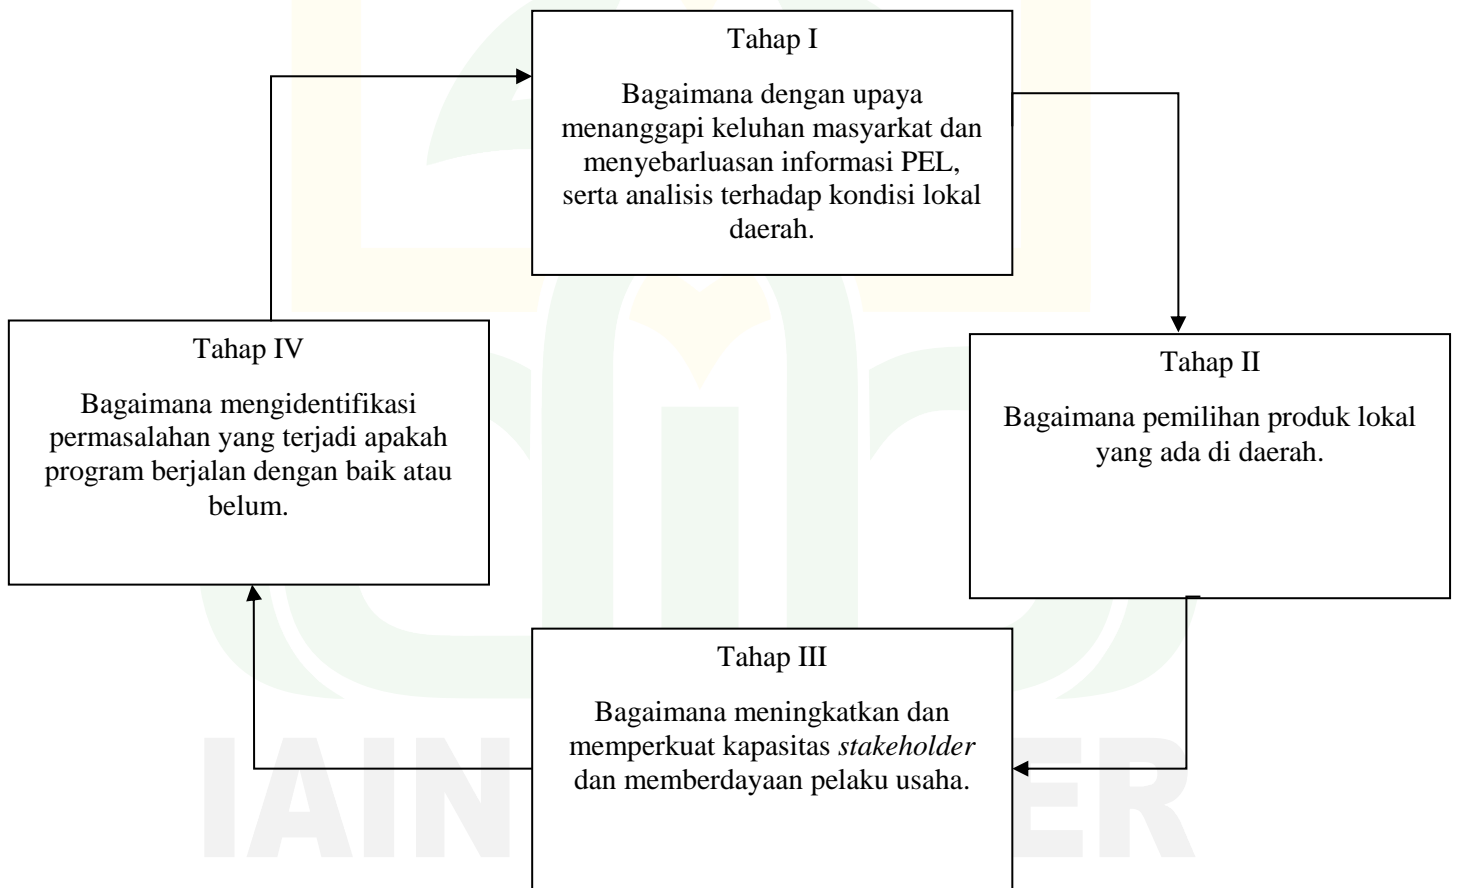 Tahap I
Bagaimana dengan upaya
menanggapi keluhan masyarkat dan
menyebarluasan informasi PEL,
serta analisis terhadap kondisi lokal
daerah.
Tahap II
Bagaimana pemilihan produk lokal
yang ada di daerah.
Tahap III
Bagaimana meningkatkan dan
memperkuat kapasitas stakeholder
dan memberdayaan pelaku usaha.
Tahap IV
Bagaimana mengidentifikasi
permasalahan yang terjadi apakah
program berjalan dengan baik atau
belum.
IAIN ER